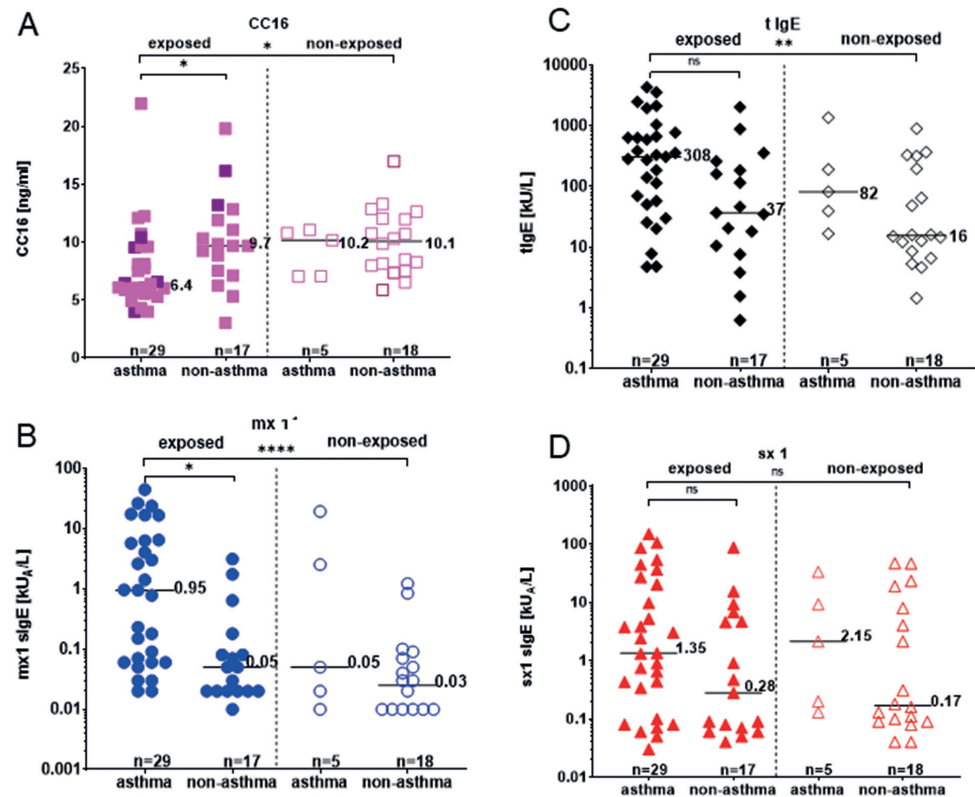 A
CC16
exposed * non-exposed
*
25
20
15
10
5
0
CC16 [ng/ml]
6.4
9.7
10.2
10.1
n=29 n=17 n=5 n=18
asthma non-asthma asthma non-asthma
B
mx 1
exposed **** non-exposed
*
100
10
1
0.1
0.01
0.001
mx1 sIgE [kUA/L]
0.95
0.05
0.05
0.03
n=29 n=17 n=5 n=18
asthma non-asthma asthma non-asthma
C
t IgE
exposed ** non-exposed
ns
10000
1000
100
10
1
0.1
tIgE [kU/L]
308
37
82
16
n=29 n=17 n=5 n=18
asthma non-asthma asthma non-asthma
D
sx 1
exposed ns non-exposed
ns
1000
100
10
1
0.1
0.01
sx1 sIgE [kUA/L]
1.35
0.28
2.15
0.17
n=29 n=17 n=5 n=18
asthma non-asthma asthma non-asthma